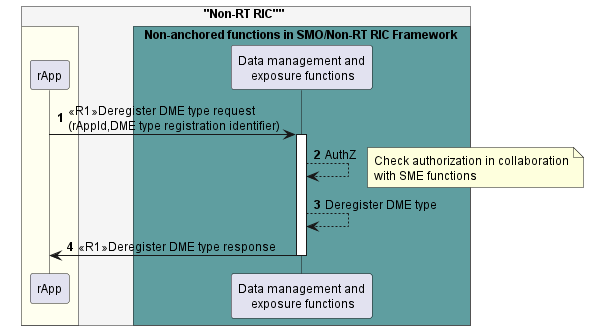 "Non-RT RIC""
Non-anchored functions in SMO/Non-RT RIC Framework
rApp
Data management and
exposure functions
1 «R1»Deregister DME type request
(rAppId,DME type registration identifier)
2 AuthZ
Check authorization in collaboration
with SME functions
3 Deregister DME type
4 «R1»Deregister DME type response
rApp
Data management and
exposure functions